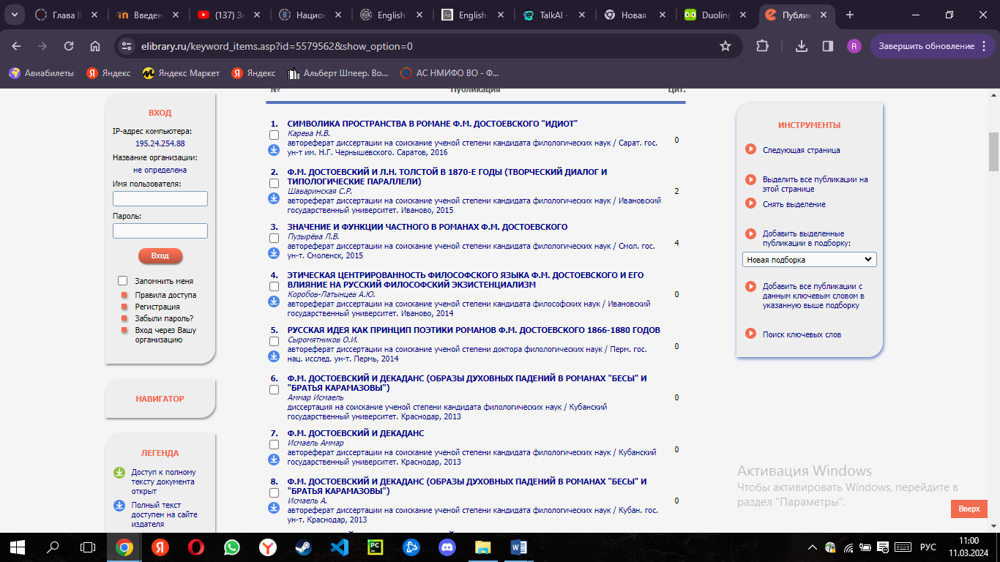 Глава II
Введен
(137) Зв
Национ
English-
English-
TalkAI -
Новая
Duoling
Публик
elibrary.ru/keyword_items.asp?id=5579562&show_option=0
R
Завершить обновление
Авиабилеты
Яндекс
Яндекс Маркет
Яндекс
Альберт Шпеер. Во...
АС НМИФО ВО - Ф...
№
Публикация
Цит.
ВХОД
IP-адрес компьютера:
195.24.254.88
Название организации:
не определена
Имя пользователя:
Пароль:
Вход
Запомнить меня
Правила доступа
Регистрация
Забыли пароль?
Вход через Вашу
организацию
НАВИГАТОР
ЛЕГЕНДА
Доступ к полному
тексту документа
открыт
Полный текст
доступен на сайте
издателя
1. СИМВОЛИКА ПРОСТРАНСТВА В РОМАНЕ Ф.М. ДОСТОЕВСКОГО "ИДИОТ"
Карева Н.В.
автореферат диссертации на соискание ученой степени кандидата филологических наук / Сарат. гос.
ун-т им. Н.Г. Чернышевского. Саратов, 2016
0
2. Ф.М. ДОСТОЕВСКИЙ И Л.Н. ТОЛСТОЙ В 1870-Е ГОДЫ (ТВОРЧЕСКИЙ ДИАЛОГ И
ТИПОЛОГИЧЕСКИЕ ПАРАЛЛЕЛИ)
Шаваринская С.Р.
автореферат диссертации на соискание ученой степени кандидата филологических наук / Ивановский
государственный университет. Иваново, 2015
2
3. ЗНАЧЕНИЕ И ФУНКЦИИ ЧАСТНОГО В РОМАНАХ Ф.М. ДОСТОЕВСКОГО
Пузырёва Л.В.
автореферат диссертации на соискание ученой степени кандидата филологических наук / Смол. гос.
ун-т. Смоленск, 2015
4
4. ЭТИЧЕСКАЯ ЦЕНТРИРОВАННОСТЬ ФИЛОСОФСКОГО ЯЗЫКА Ф.М. ДОСТОЕВСКОГО И ЕГО
ВЛИЯНИЕ НА РУССКИЙ ФИЛОСОФСКИЙ ЭКЗИСТЕНЦИАЛИЗМ
Коробов-Латынцев А.Ю.
автореферат диссертации на соискание ученой степени кандидата философских наук / Ивановский
государственный университет. Иваново, 2014
0
5. РУССКАЯ ИДЕЯ КАК ПРИНЦИП ПОЭТИКИ РОМАНОВ Ф.М. ДОСТОЕВСКОГО 1866-1880 ГОДОВ
Сыромятников О.И.
автореферат диссертации на соискание ученой степени доктора филологических наук / Перм. гос.
нац. исслед. ун-т. Пермь, 2014
0
6. Ф.М. ДОСТОЕВСКИЙ И ДЕКАДАНС (ОБРАЗЫ ДУХОВНЫХ ПАДЕНИЙ В РОМАНАХ "БЕСЫ" И
"БРАТЬЯ КАРАМАЗОВЫ")
Аммар Исмаель
диссертация на соискание ученой степени кандидата филологических наук / Кубанский
государственный университет. Краснодар, 2013
0
7. Ф.М. ДОСТОЕВСКИЙ И ДЕКАДАНС
Исмаель Аммар
автореферат диссертации на соискание ученой степени кандидата филологических наук / Кубанский
государственный университет. Краснодар, 2013
0
8. Ф.М. ДОСТОЕВСКИЙ И ДЕКАДАНС (ОБРАЗЫ ДУХОВНЫХ ПАДЕНИЙ В РОМАНАХ "БЕСЫ" И
"БРАТЬЯ КАРАМАЗОВЫ")
Исмаель А.
автореферат диссертации на соискание ученой степени кандидата филологических наук / Кубан. гос.
ун-т. Краснодар, 2013
0
ИНСТРУМЕНТЫ
Следующая страница
Выделить все публикации на
этой странице
Снять выделение
Добавить выделенные
публикации в подборку:
Новая подборка
Добавить все публикации с
данным ключевым словом в
указанную выше подборку
Поиск ключевых слов
Активация Windows
Чтобы активировать Windows, перейдите в
раздел "Параметры".
Вверх
РУС
11:00
11.03.2024